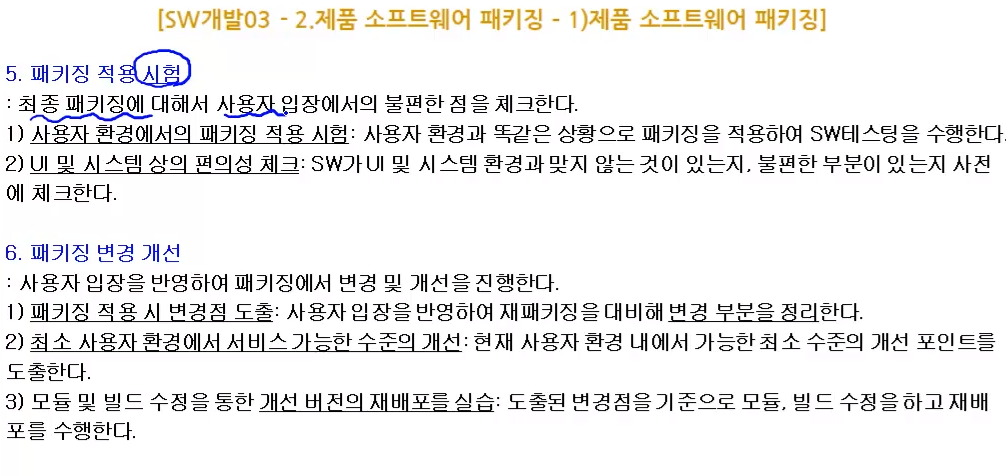 [SW개발03 - 2.제품 소프트웨어 패키징 - 1)제품 소프트웨어 패키징]
5. 패키징 적용 시험
: 최종 패키징에 대해서 사용자 입장에서의 불편한 점을 체크한다.
1) 사용자 환경에서의 패키징 적용 시험: 사용자 환경과 똑같은 상황으로 패키징을 적용하여 SW테스팅을 수행한다.
2) UI 및 시스템 상의 편의성 체크: SW가 UI 및 시스템 환경과 맞지 않는 것이 있는지, 불편한 부분이 있는지 사전
에 체크한다.
6. 패키징 변경 개선
: 사용자 입장을 반영하여 패키징에서 변경 및 개선을 진행한다.
1) 패키징 적용 시 변경점 도출: 사용자 입장을 반영하여 재패키징을 대비해 변경 부분을 정리한다.
2) 최소 사용자 환경에서 서비스 가능한 수준의 개선: 현재 사용자 환경 내에서 가능한 최소 수준의 개선 포인트를
도출한다.
3) 모듈 및 빌드 수정을 통한 개선 버전의 재배포를 실습: 도출된 변경점을 기준으로 모듈, 빌드 수정을 하고 재배
포를 수행한다.